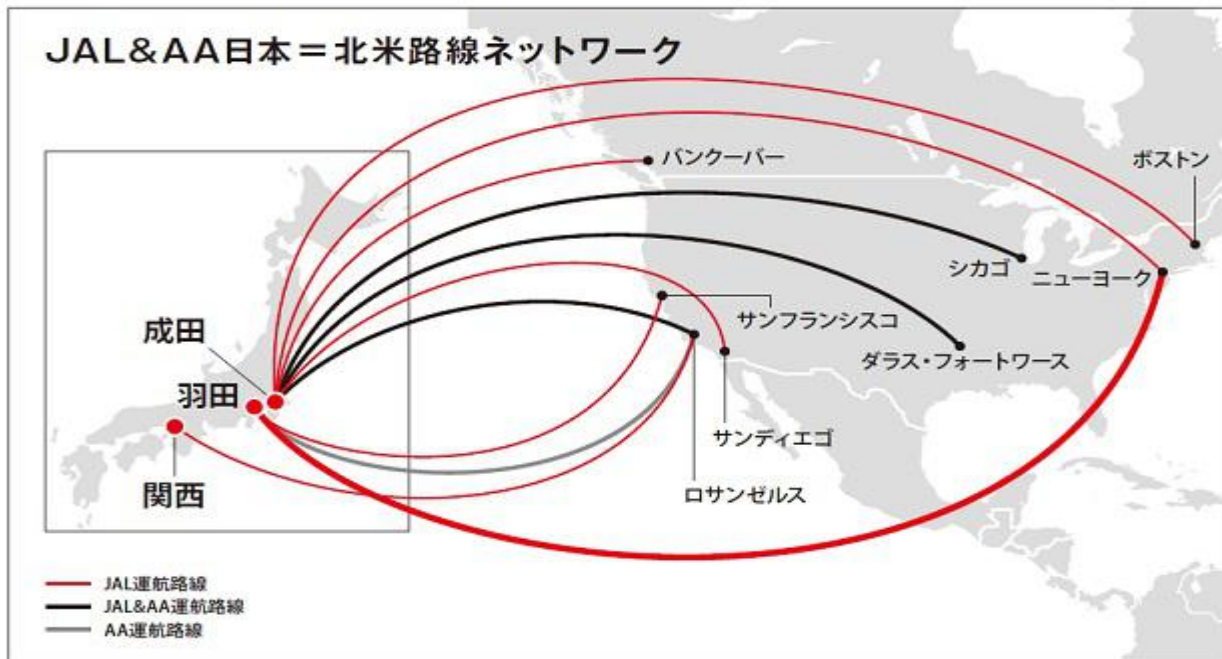 JAL&AA日本＝北米路線ネットワーク
バンクーバー
ボストン
シカゴ
ニューヨーク
サンフランシスコ
成田
ダラス・フォートワース
羽田
サンディエゴ
関西
ロサンゼルス
JAL運航路線
JAL&AA運航路線
AA運航路線